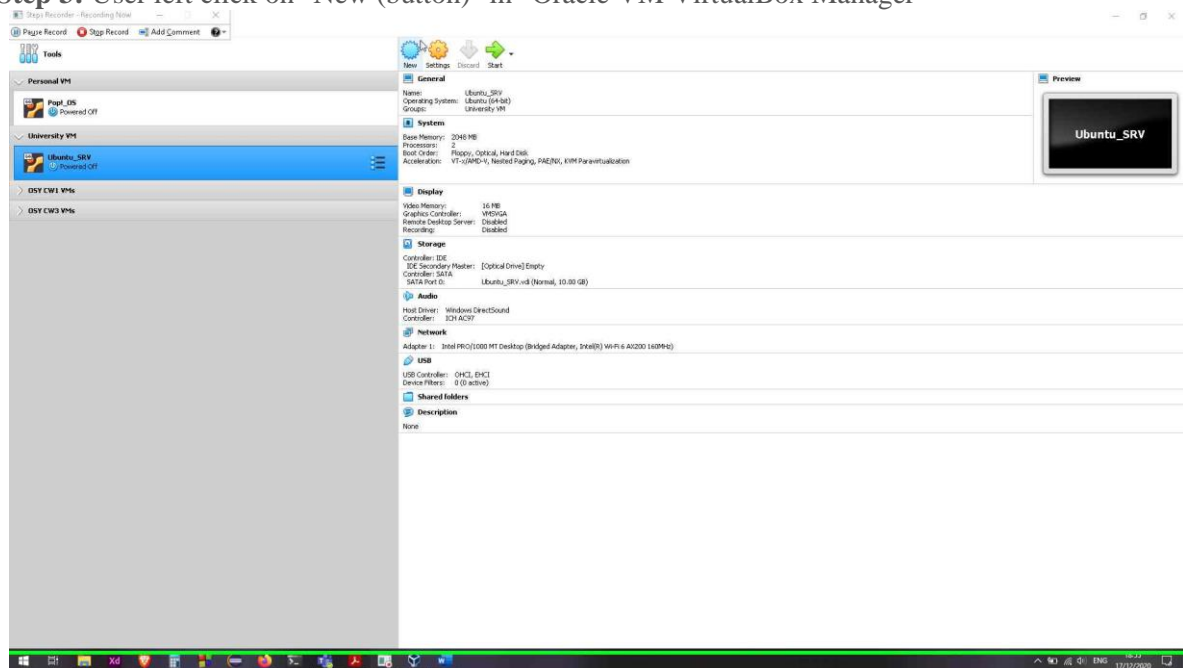 Step 3: User left click on "New (button)" in "Oracle VM VirtualBox Manager"
Steps Recorder - Recording Now
Pause Record Stop Record Add Comment
Tools
Personal VM
Pop!_OS
Powered Off
University VM
Ubuntu_SRV
Powered Off
OSY CW1 VMs
OSY CW3 VMs
New Settings Discard Start
General
Name: Ubuntu_SRV
Operating System: Ubuntu (64-bit)
Groups: University VM
System
Base Memory: 2048 MB
Processors: 2
Boot Order: Floppy, Optical, Hard Disk
Acceleration: VT-x/AMD-V, Nested Paging, PAE/NX, KVM Paravirtualization
Preview
Ubuntu_SRV
Display
Video Memory: 16 MB
Graphics Controller: VMSVGA
Remote Desktop Server: Disabled
Recording: Disabled
Storage
Controller: IDE
IDE Secondary Master: [Optical Drive] Empty
Controller: SATA
SATA Port 0: Ubuntu_SRV.vdi (Normal, 10.00 GB)
Audio
Host Driver: Windows DirectSound
Controller: ICH AC97
Network
Adapter 1: Intel PRO/1000 MT Desktop (Bridged Adapter, Intel(R) Wi-Fi 6 AX200 160MHz)
USB
USB Controller: OHCI, EHCI
Device Filters: 0 (0 active)
Shared folders
Description
None
Xd
ENG
17/12/2020